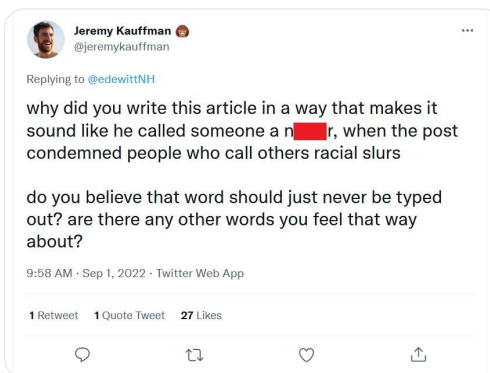 Jeremy Kauffman
@jeremykauffman
Replying to @edewittNH
why did you write this article in a way that makes it
sound like he called someone a n r, when the post
condemned people who call others racial slurs
do you believe that word should just never be typed
out? are there any other words you feel that way
about?
9:58 AM · Sep 1, 2022 · Twitter Web App
1 Retweet 1 Quote Tweet 27 Likes